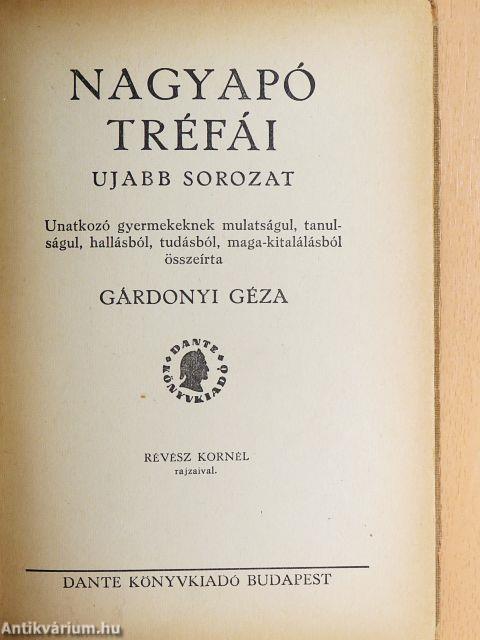 NAGYAPÓ
TRÉFÁI
UJABB SOROZAT
Unatkozó gyermekeknek mulatságul, tanul-
ságul, hallásból, tudásból, maga-kitalálásból
összeírta
GÁRDONYI GÉZA
DANTE
KÖNYVKIADÓ
RÉVÉSZ KORNÉL
rajzaival.
DANTE KÖNYVKIADÓ BUDAPEST
Antikvárium.hu